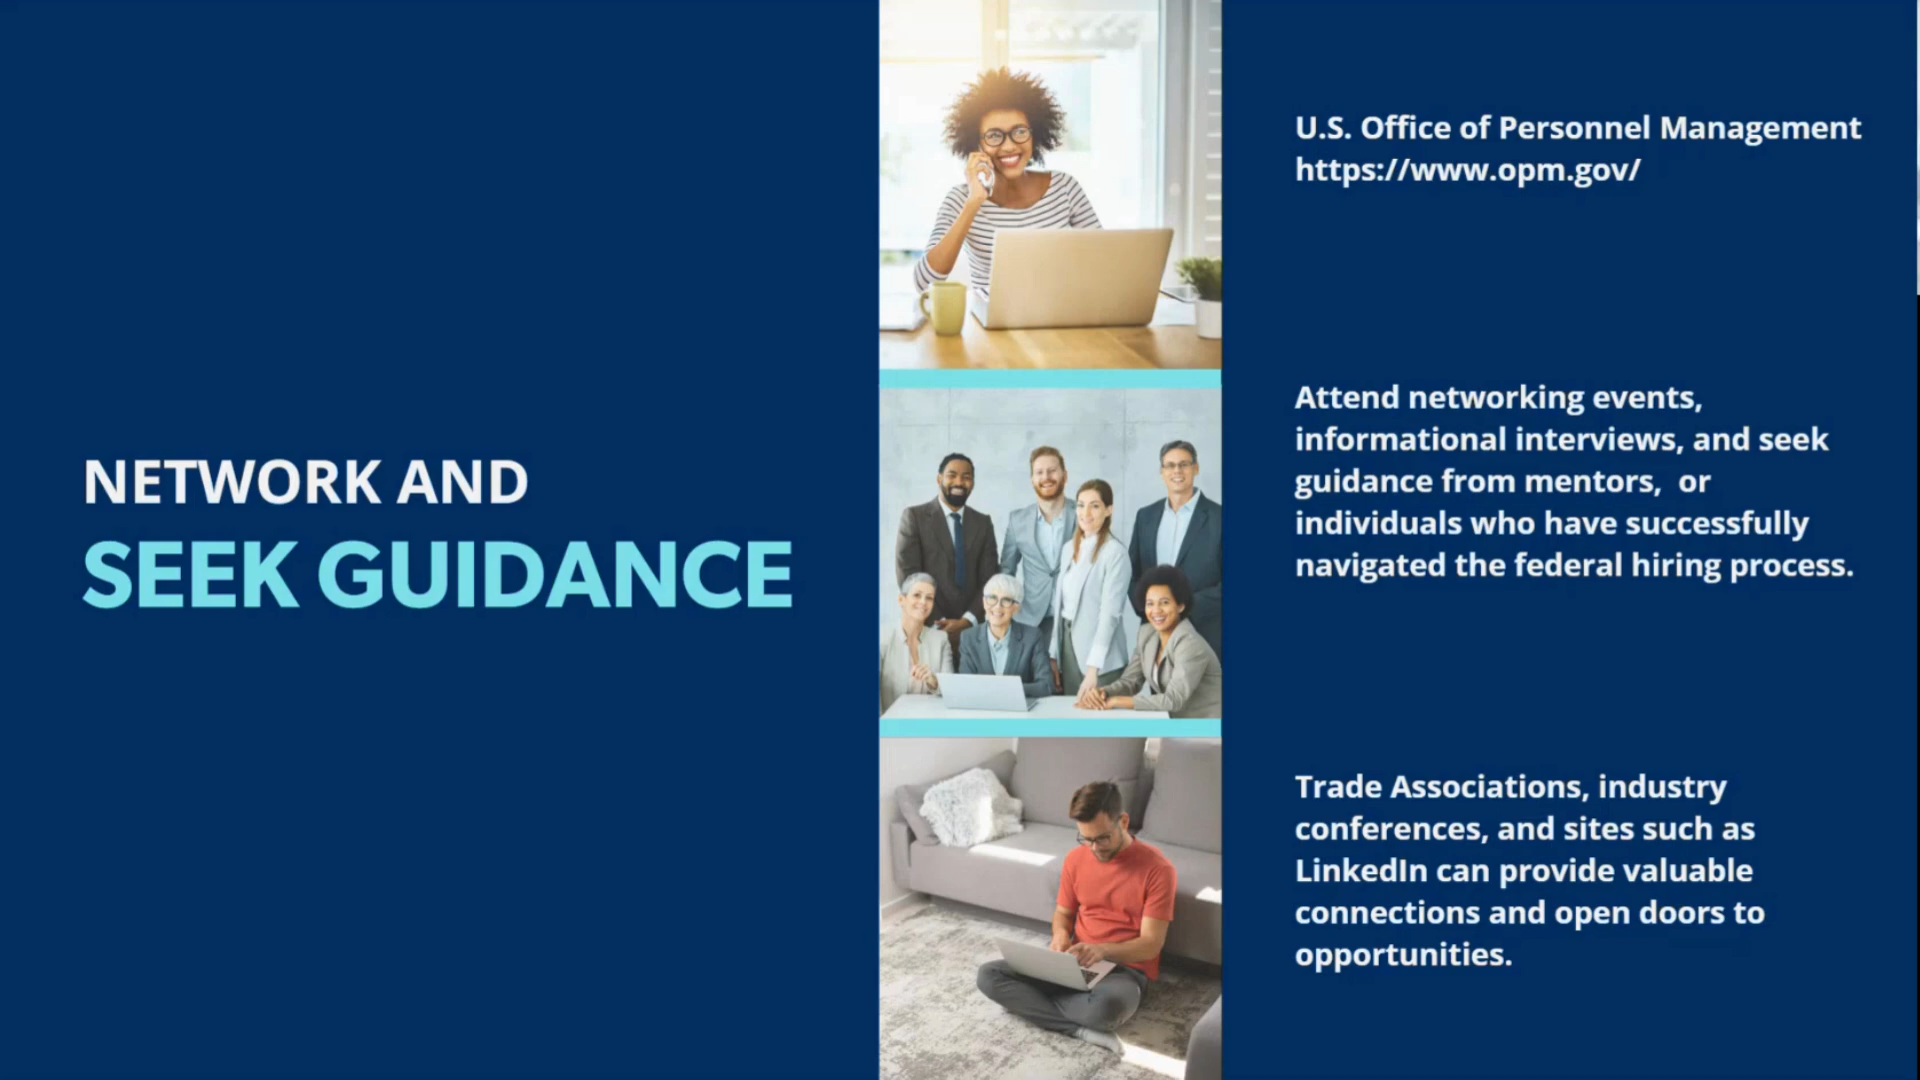 NETWORK AND
SEEK GUIDANCE
U.S. Office of Personnel Management
https://www.opm.gov/
Attend networking events,
informational interviews, and seek
guidance from mentors,  or
individuals who have successfully
navigated the federal hiring process.
Trade Associations, industry
conferences, and sites such as
LinkedIn can provide valuable
connections and open doors to
opportunities.